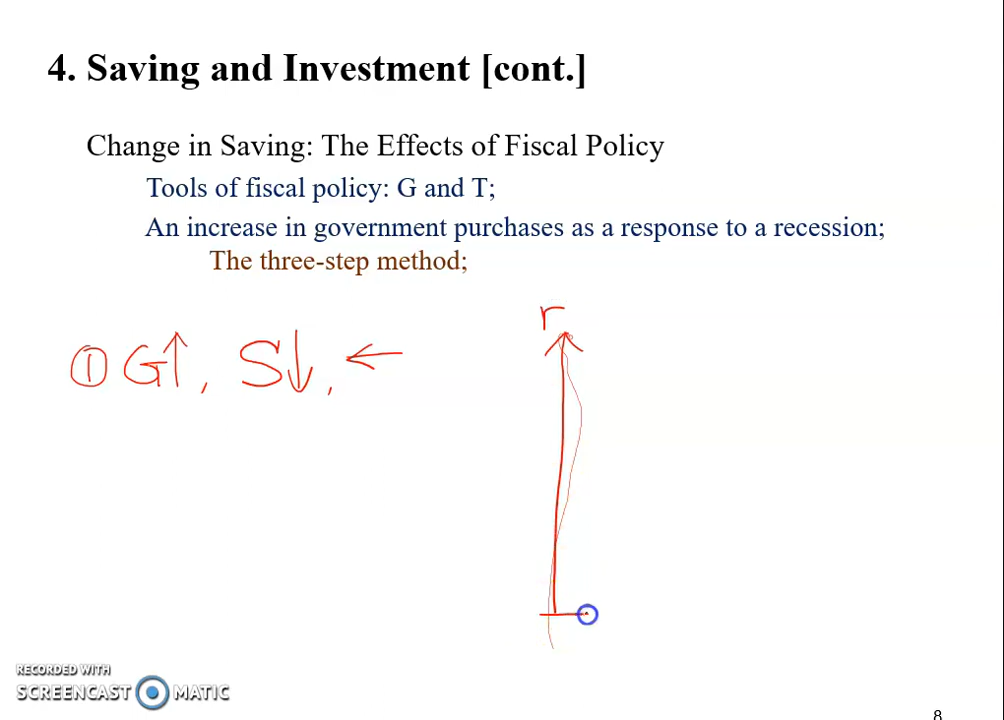 4. Saving and Investment [cont.]
Change in Saving: The Effects of Fiscal Policy
Tools of fiscal policy: G and T;
An increase in government purchases as a response to a recession;
The three-step method;
r
① G↑, S↓, ←
RECORDED WITH
SCREENCAST MATIC
8